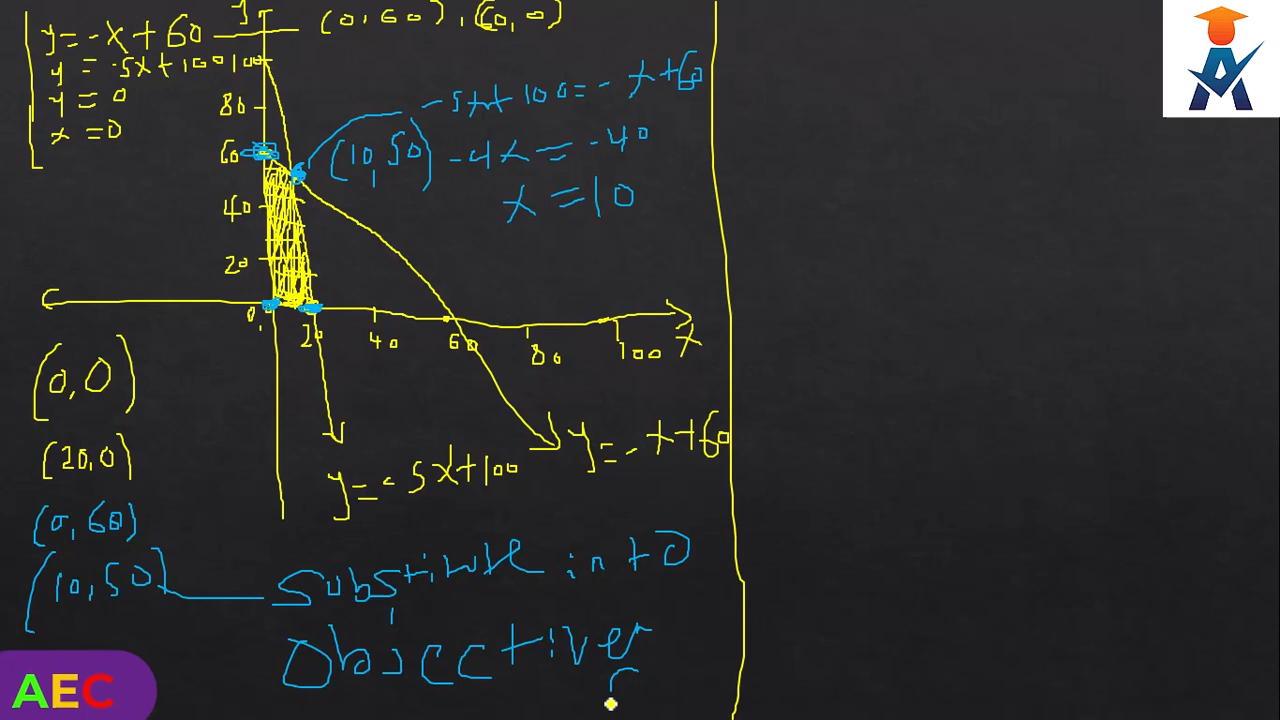 y = -x + 60
y = -5x + 100
y = 0
x = 0
(0,60), (60,0)
y
100
80
60
40
20
0,
20
40
60
80
100
x
(10,50)
-5x+100 = -x+60
-4x = -40
x = 10
y = -5x+100
y = -x+60
(0,0)
(20,0)
(0,60)
(10,50)
into
AEC